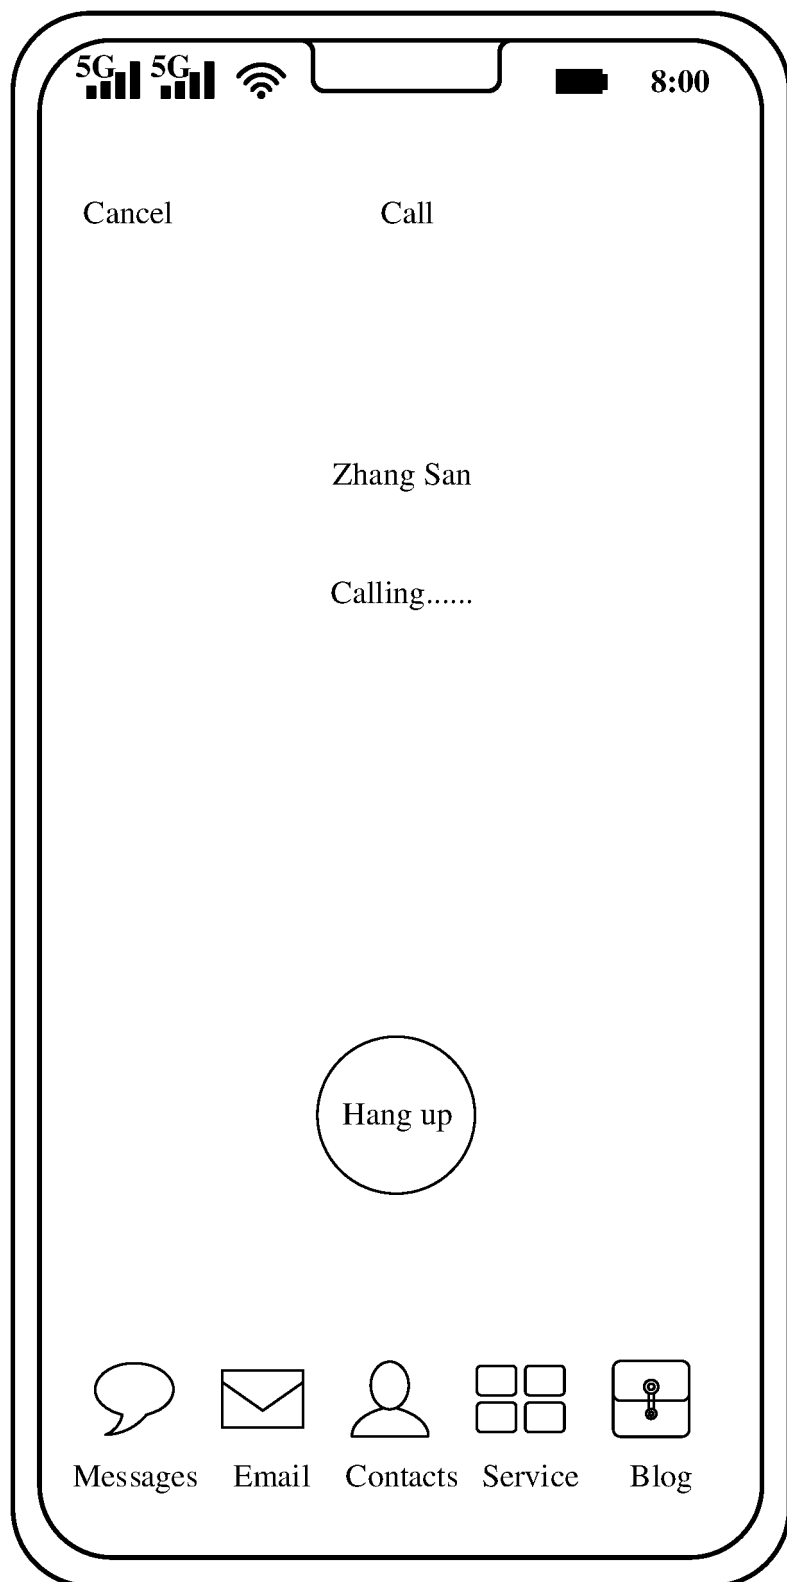 5G 5G 8:00
Cancel Call
Zhang San
Calling......
Hang up
Messages Email Contacts Service Blog